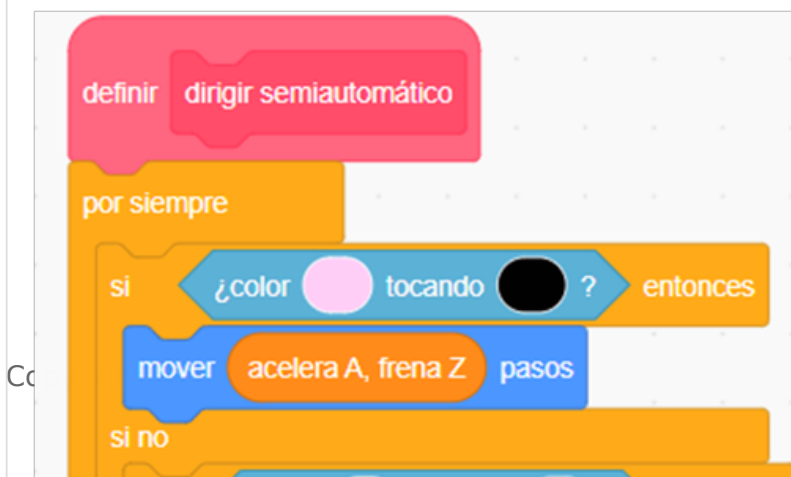 definir dirigir semiautomático
por siempre
si ¿color tocando ? entonces
mover acelera A, frena Z pasos
si no